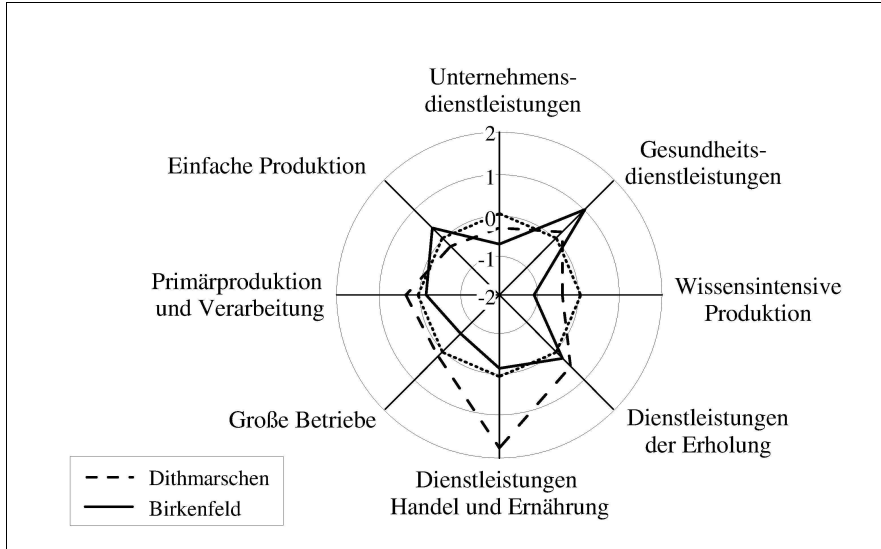 Unternehmens-
dienstleistungen
Gesundheits-
dienstleistungen
Wissensintensive
Produktion
Dienstleistungen
der Erholung
Dienstleistungen
Handel und Ernährung
Große Betriebe
Primärproduktion
und Verarbeitung
Einfache Produktion
2
1
0
-1
-2
Dithmarschen
Birkenfeld